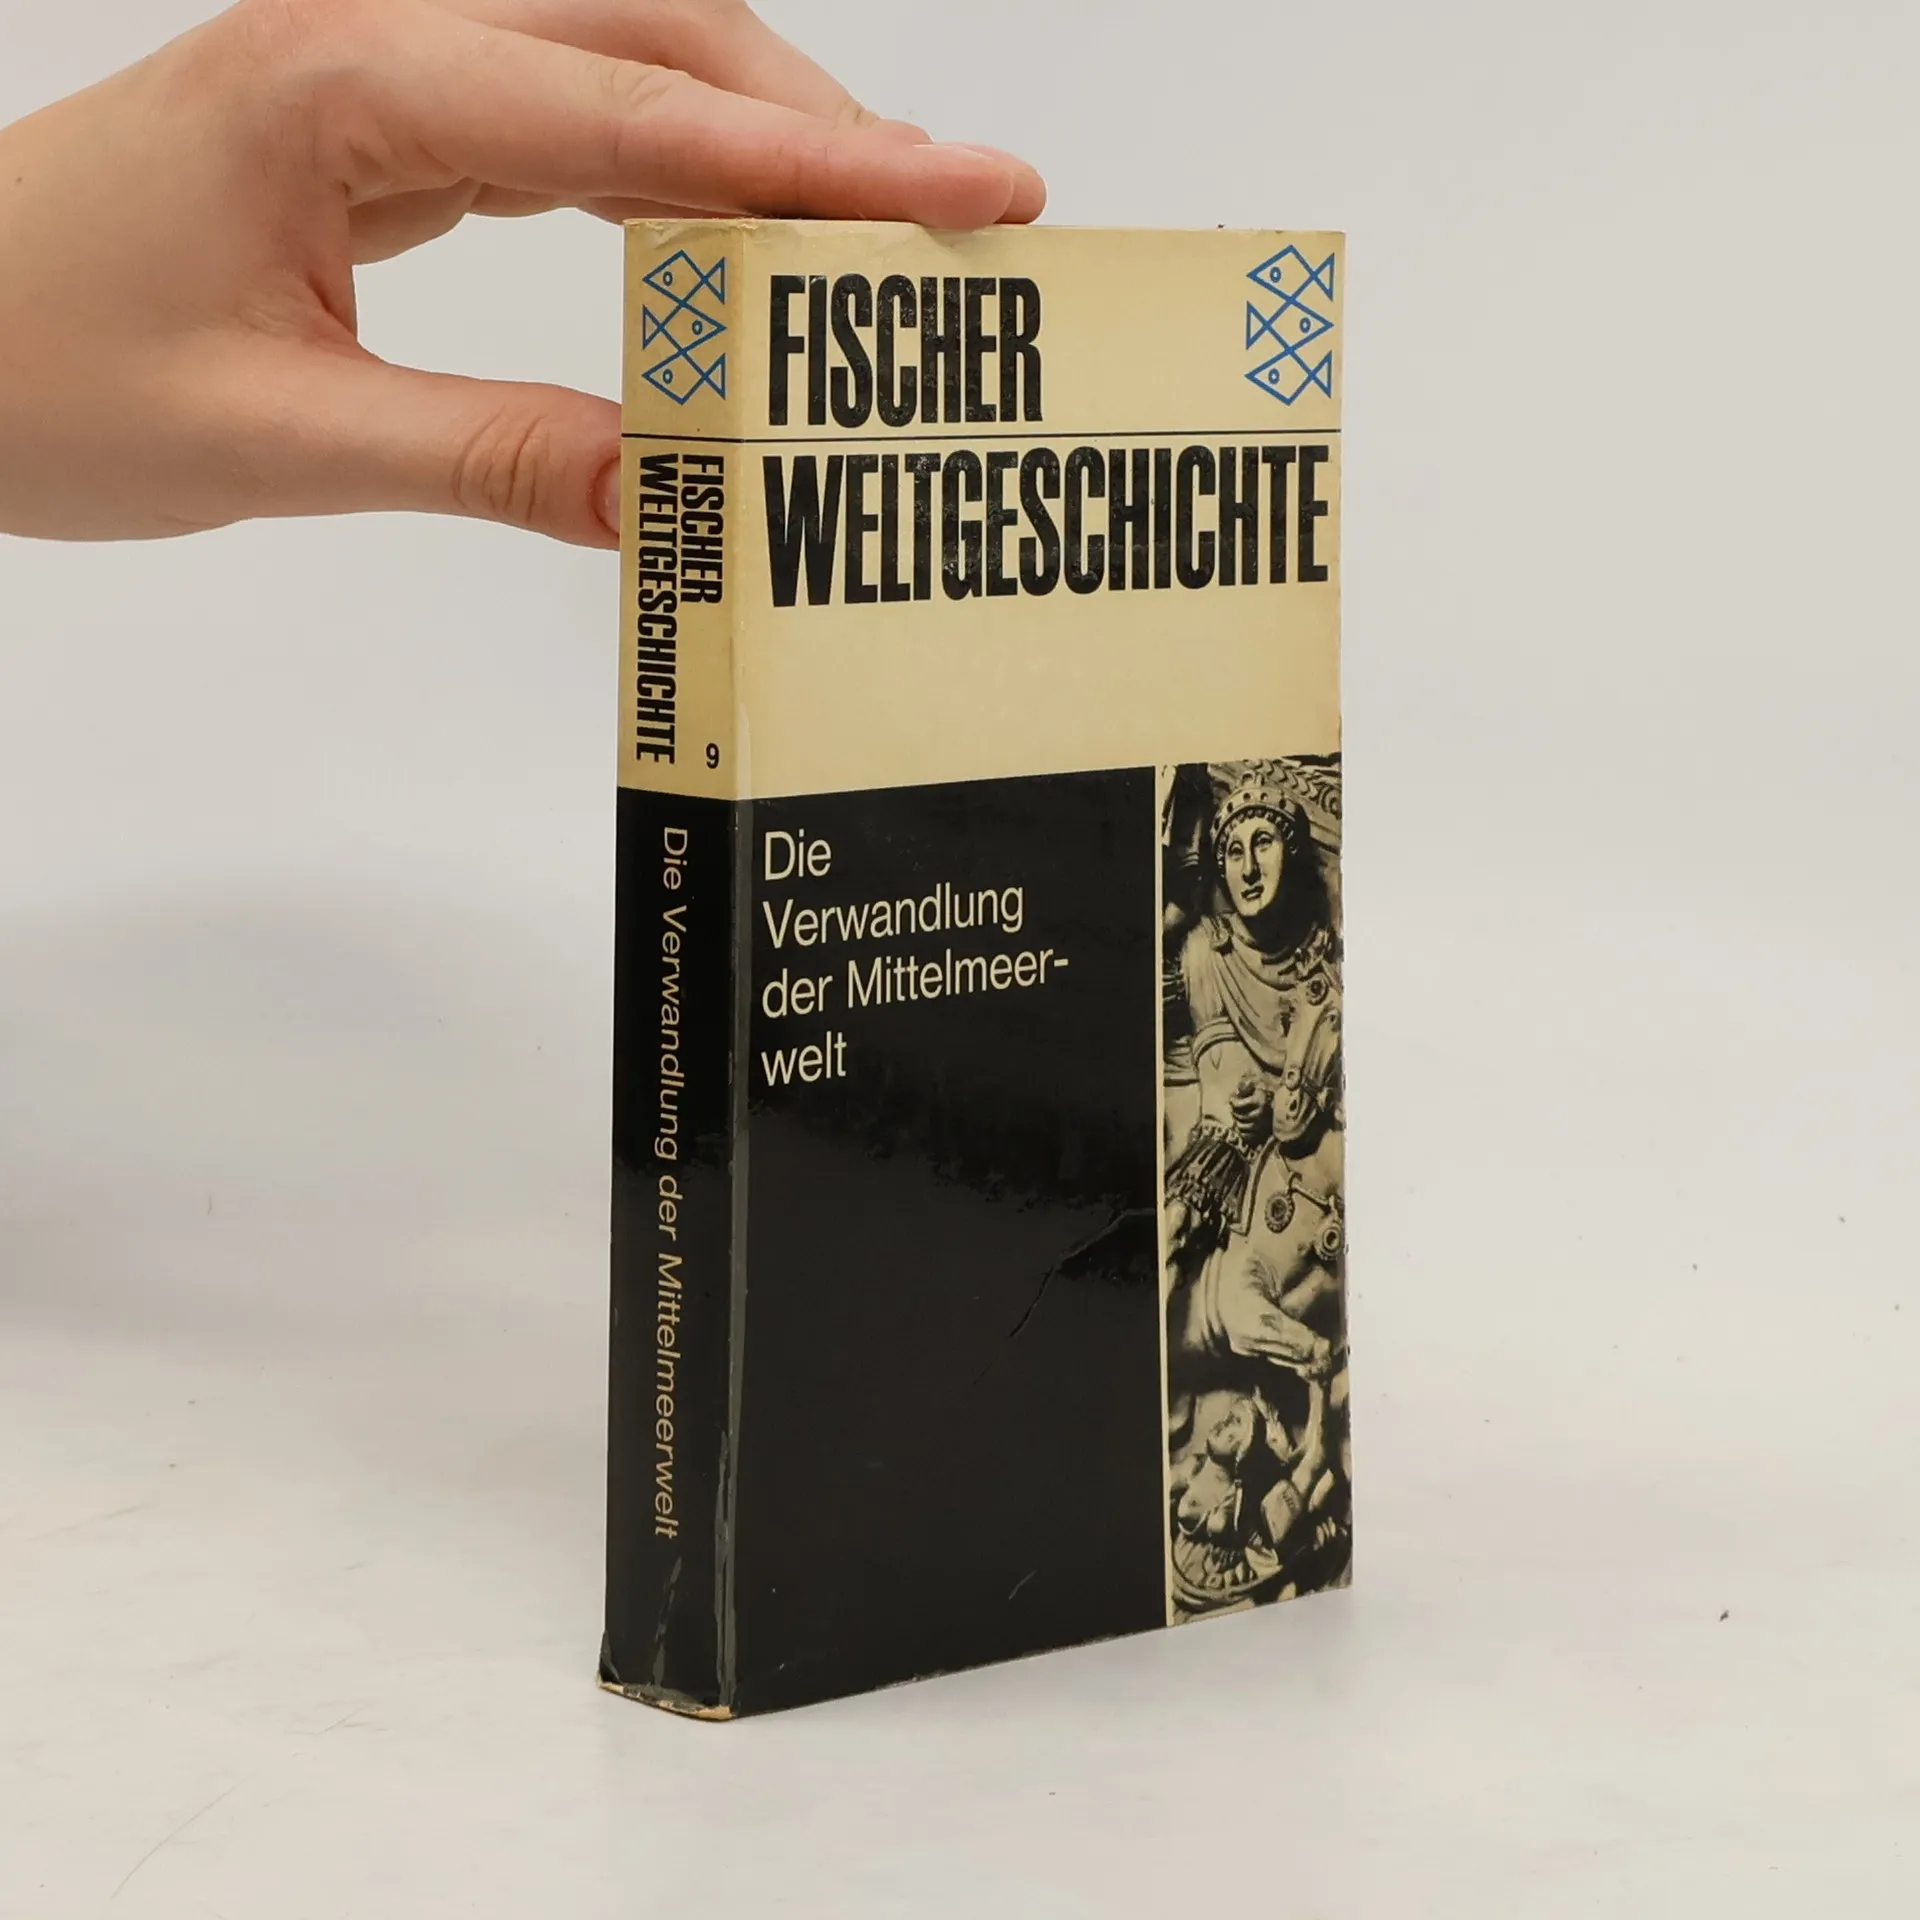 FISCHER
WELTGESCHICHTE
9
Die Verwandlung der Mittelmeerwelt
FISCHER
WELTGESCHICHTE
Die
Verwandlung
der Mittelmeer-
welt